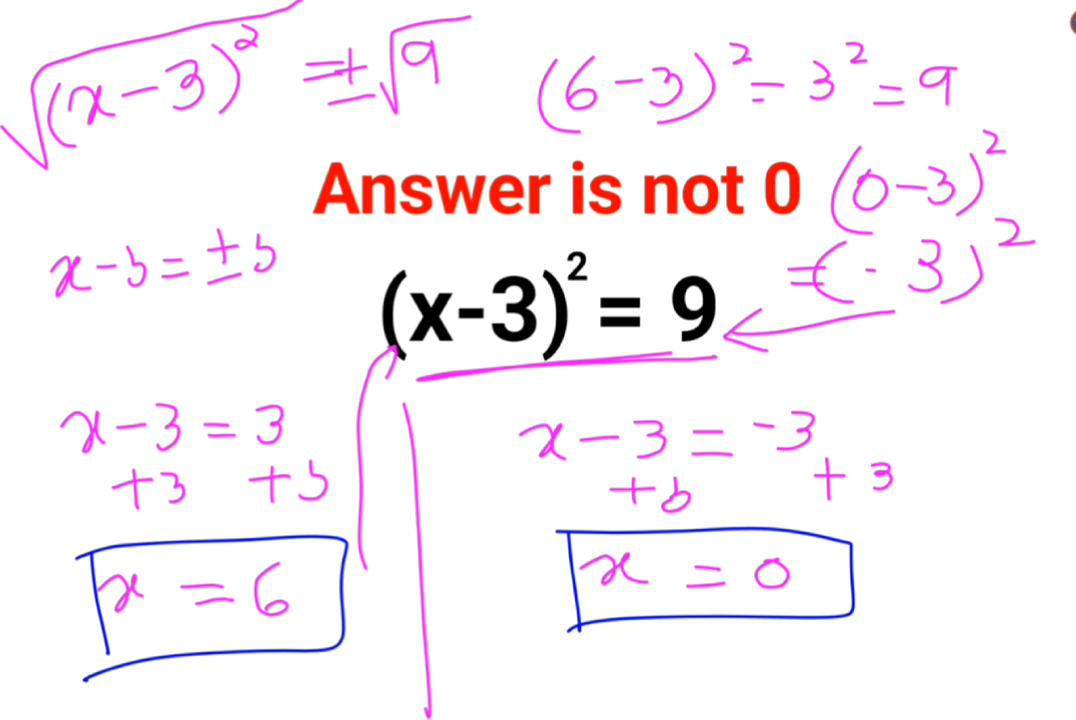 √(x-3)² = ±√9
(6-3)² = 3² = 9
Answer is not 0
(0-3)²
x-3 = ±3
= (-3)²
(x-3)² = 9
x-3 = 3
+3 +3
x = 6
x-3 = -3
+3 +3
x = 0